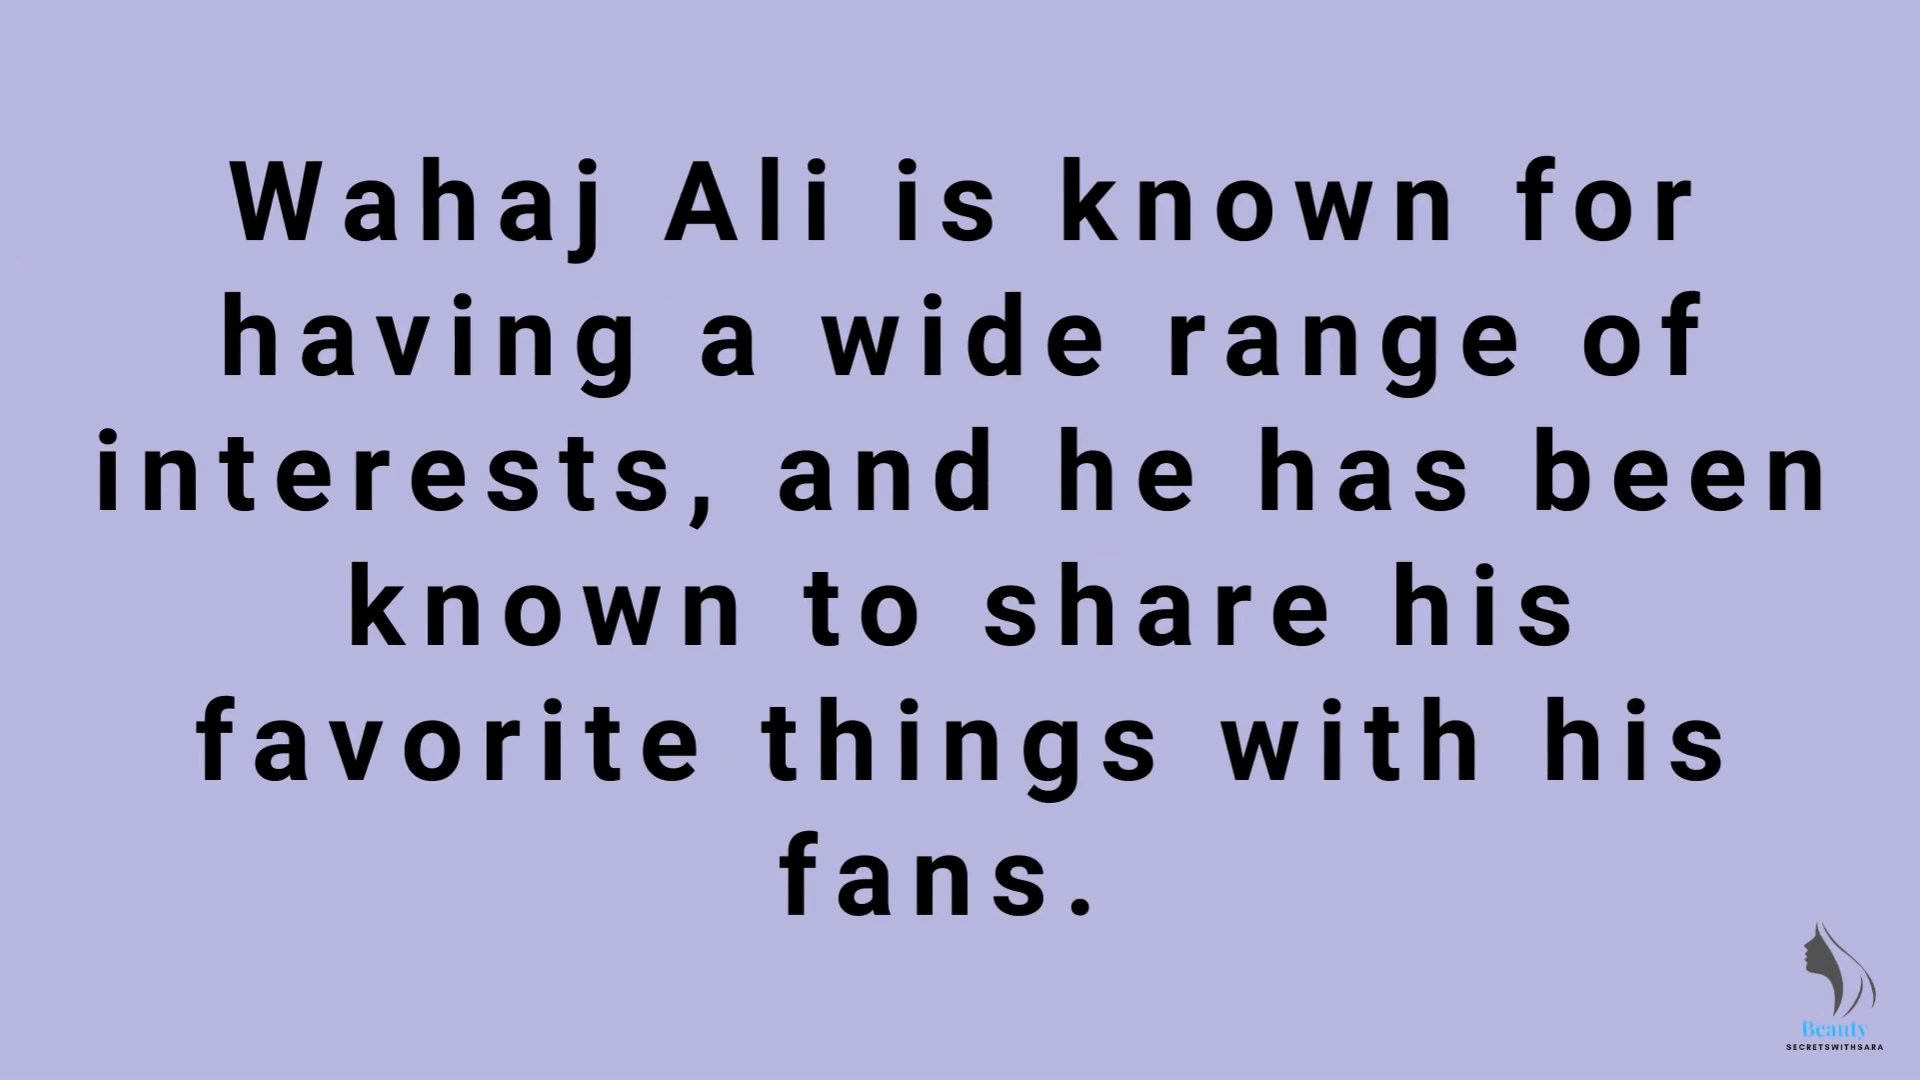 Wahaj Ali is known for
having a wide range of
interests, and he has been
known to share his
favorite things with his
fans.
Beauty
SECRETSWITHSARA